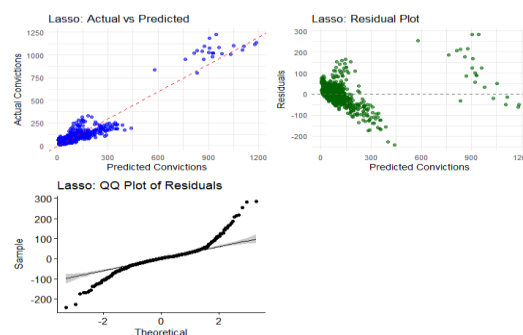 Lasso: Actual vs Predicted
Actual Convictions
1250
1000
750
500
250
0
0 300 600 900 1200
Predicted Convictions
Lasso: Residual Plot
Residuals
300
200
100
0
-100
-200
0 300 600 900 120
Predicted Convictions
Lasso: QQ Plot of Residuals
Sample
300
200
100
0
-100
-200
-2 0 2
Theoretical